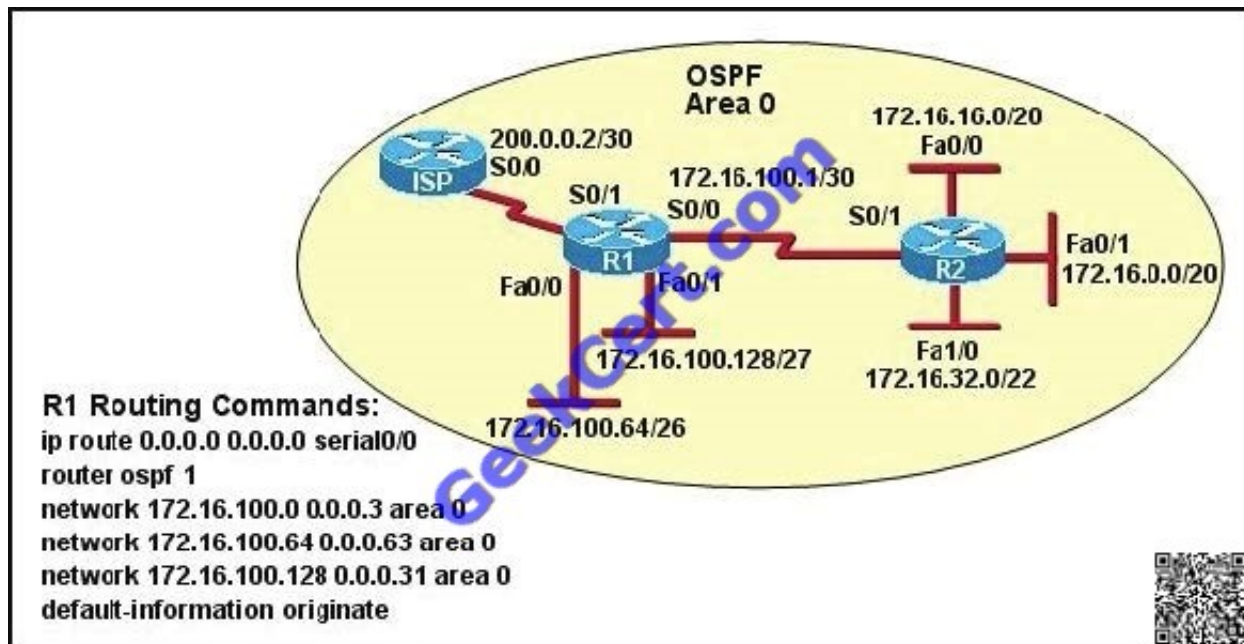 OSPF
Area 0
172.16.16.0/20
Fa0/0
200.0.0.2/30
S0/0
ISP
172.16.100.1/30
S0/1
S0/0
S0/1
R1
R2
Fa0/1
172.16.0.0/20
Fa0/0
Fa0/1
172.16.100.128/27
Fa1/0
172.16.32.0/22
172.16.100.64/26
R1 Routing Commands:
ip route 0.0.0.0 0.0.0.0 serial0/0
router ospf 1
network 172.16.100.0 0.0.0.3 area 0
network 172.16.100.64 0.0.0.63 area 0
network 172.16.100.128 0.0.0.31 area 0
default-information originate
GeekCert.com